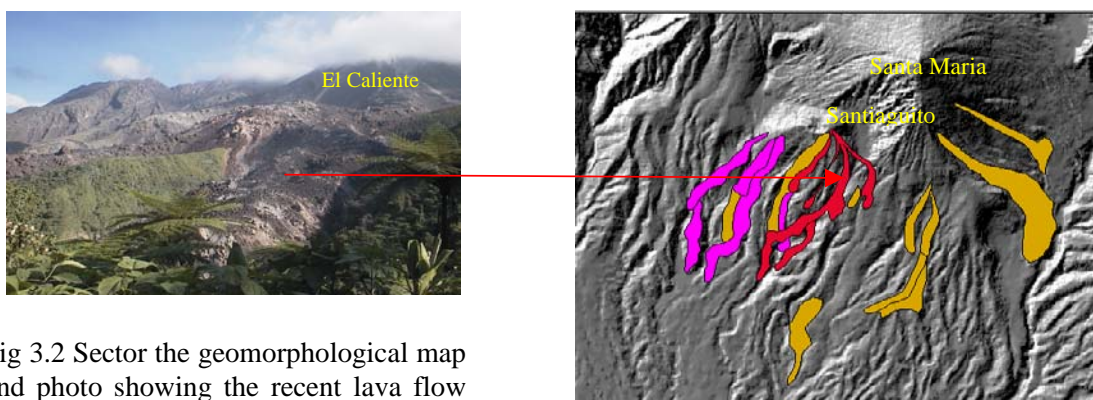 El Caliente
Santa Maria
Santiaguito
ig 3.2 Sector the geomorphological map
nd photo showing the recent lava flow